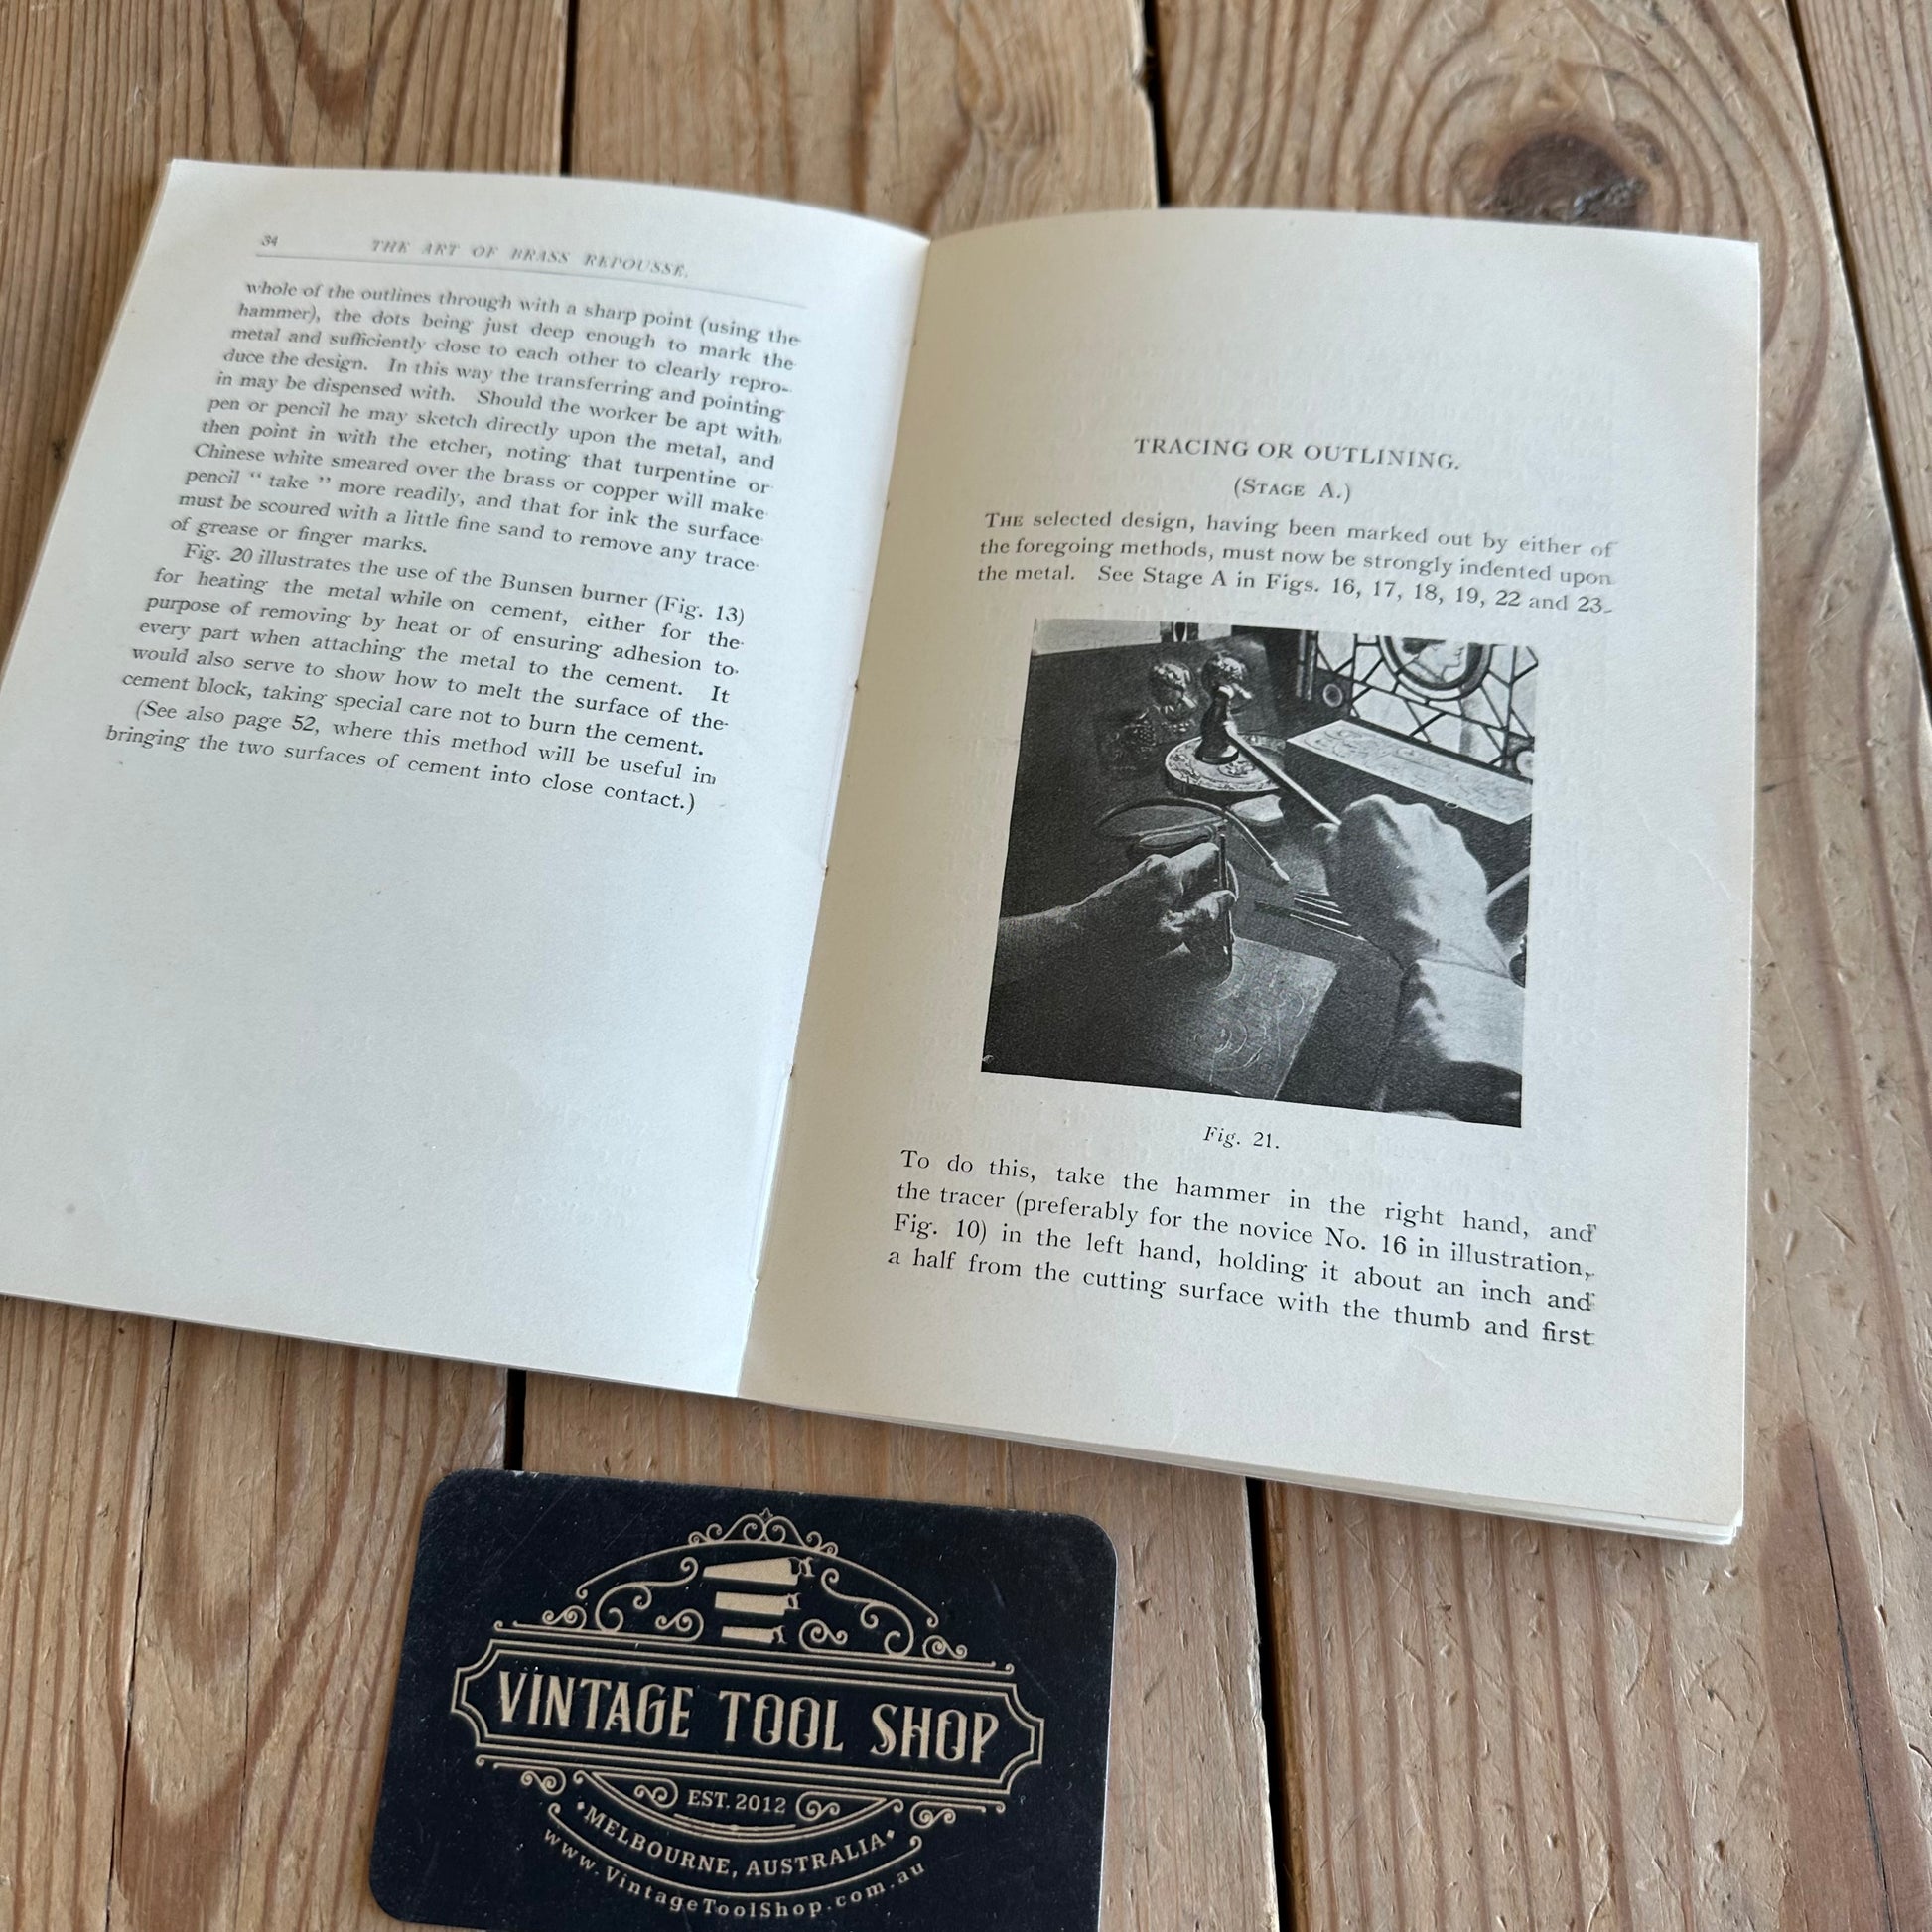 34
THE ART OF BRASS REPOUSSE.
whole of the outlines through with a sharp point (using the
hammer), the dots being just deep enough to mark the
metal and sufficiently close to each other to clearly repro-
duce the design. In this way the transferring and pointing
in may be dispensed with. Should the worker be apt with
pen or pencil he may sketch directly upon the metal, and
then point in with the etcher, noting that turpentine or
Chinese white smeared over the brass or copper will make
pencil “ take ” more readily, and that for ink the surface
must be scoured with a little fine sand to remove any trace
of grease or finger marks.
Fig. 20 illustrates the use of the Bunsen burner (Fig. 13)
for heating the metal while on cement, either for the
purpose of removing by heat or of ensuring adhesion to
every part when attaching the metal to the cement. It
would also serve to show how to melt the surface of the
cement block, taking special care not to burn the cement.
(See also page 52, where this method will be useful in
bringing the two surfaces of cement into close contact.)
TRACING OR OUTLINING.
(STAGE A.)
THE selected design, having been marked out by either of
the foregoing methods, must now be strongly indented upon
the metal. See Stage A in Figs. 16, 17, 18, 19, 22 and 23.
Fig. 21.
To do this, take the hammer in the right hand, and
the tracer (preferably for the novice No. 16 in illustration,
Fig. 10) in the left hand, holding it about an inch and
a half from the cutting surface with the thumb and first
VINTAGE TOOL SHOP
EST. 2012
• MELBOURNE, AUSTRALIA •
www.VintageToolShop.com.au